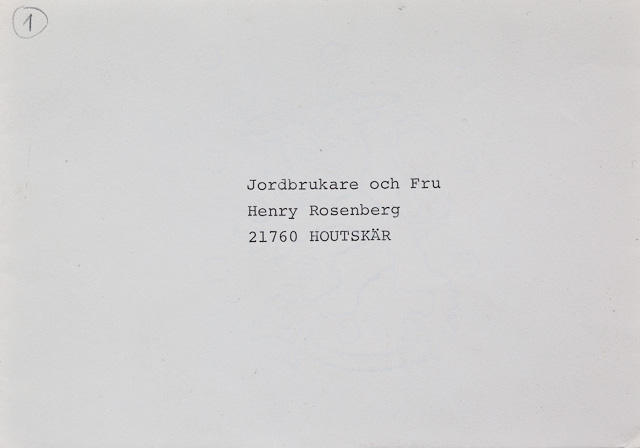 1
Jordbrukare och Fru
Henry Rosenberg
21760 HOUTSKÄR